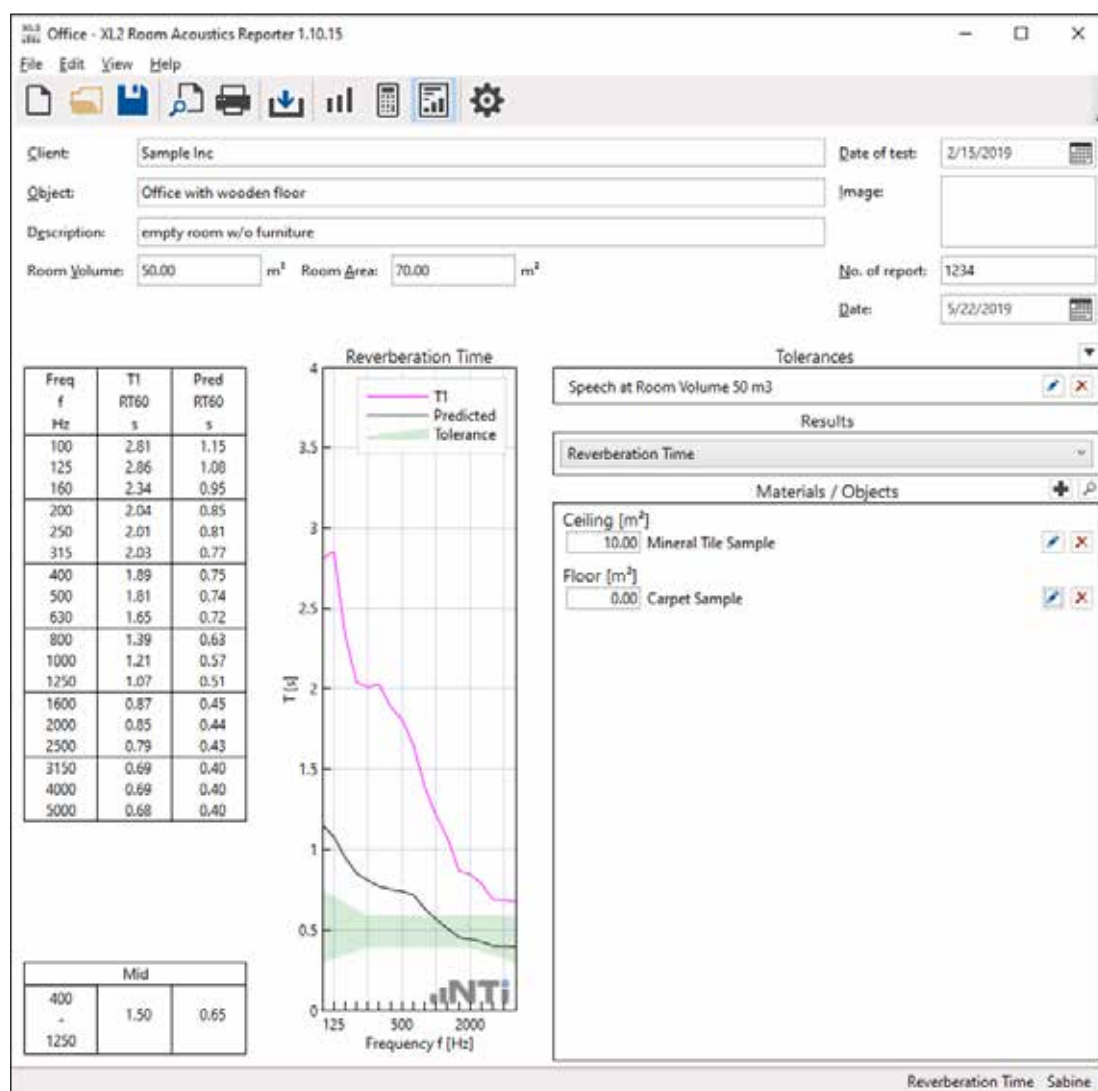 Office - XL2 Room Acoustics Reporter 1.10.15
File Edit View Help
Client: Sample Inc Date of test: 2/15/2019
Object: Office with wooden floor Image:
Description: empty room w/o furniture
Room Volume: 50.00 m³ Room Area: 70.00 m² No. of report: 1234
Date: 5/22/2019
Freq T1 Pred
f RT60 RT60
Hz s s
100 2.81 1.15
125 2.86 1.08
160 2.34 0.95
200 2.04 0.85
250 2.01 0.81
315 2.03 0.77
400 1.89 0.75
500 1.81 0.74
630 1.65 0.72
800 1.39 0.63
1000 1.21 0.57
1250 1.07 0.51
1600 0.87 0.45
2000 0.85 0.44
2500 0.79 0.43
3150 0.69 0.40
4000 0.69 0.40
5000 0.68 0.40
Mid
400
-
1250
1.50 0.65
Reverberation Time
T1
Predicted
Tolerance
4
3.5
3
2.5
2
1.5
1
0.5
0
T [s]
NTi
125 500 2000
Frequency f [Hz]
Tolerances
Speech at Room Volume 50 m3
Results
Reverberation Time
Materials / Objects
Ceiling [m²]
10.00 Mineral Tile Sample
Floor [m²]
0.00 Carpet Sample
Reverberation Time Sabine